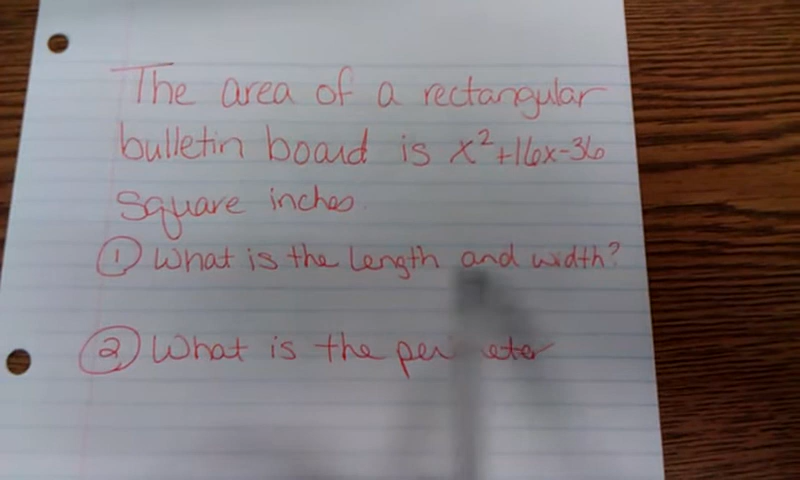 The area of a rectangular
bulletin board is x²+16x-36
square inches.
① What is the length and width?
② What is the